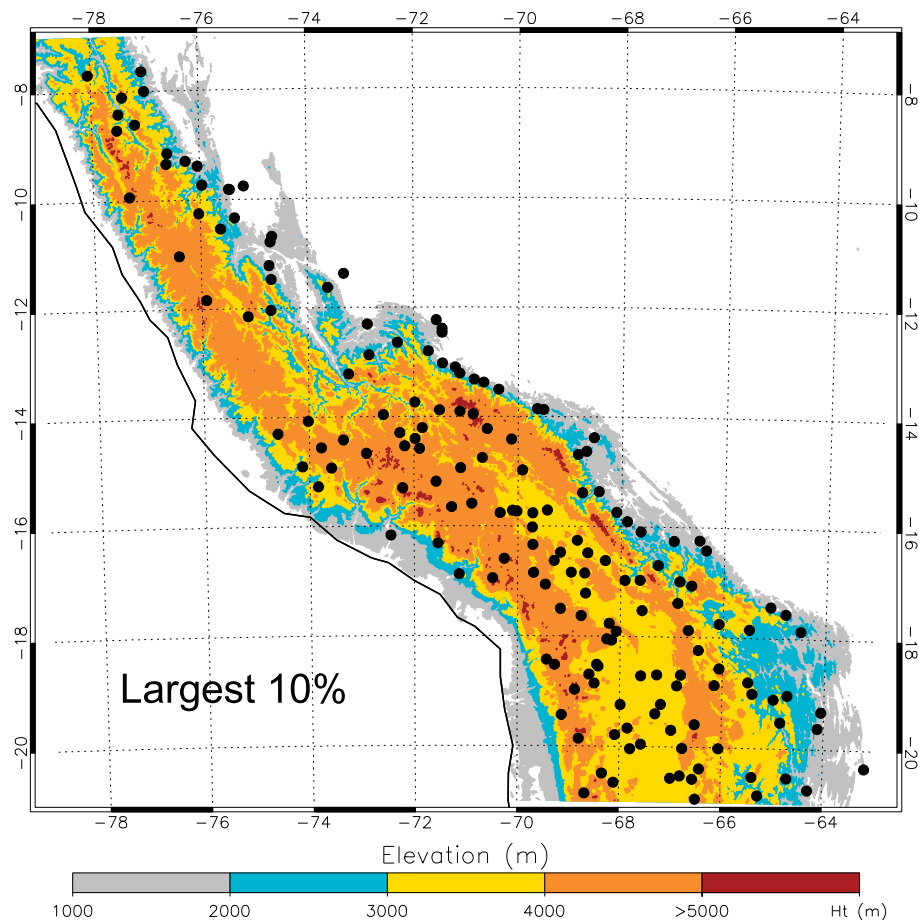 −78 −76 −74 −72 −70 −68 −66 −64
−8 −8
−10 −10
−12 −12
−14 −14
−16 −16
−18 −18
−20 −20
Largest 10%
−78 −76 −74 −72 −70 −68 −66 −64
Elevation (m)
1000 2000 3000 4000 >5000 Ht (m)